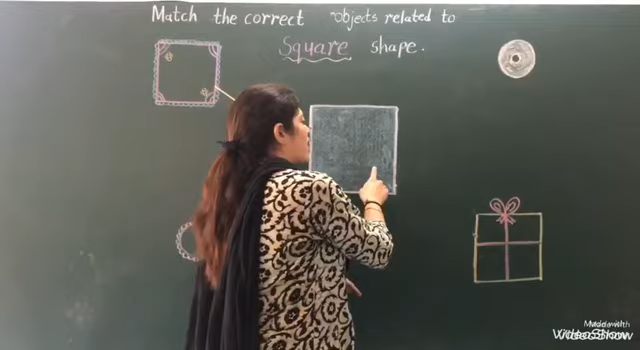 Match the correct objects related to
Square shape.
Made with
VideoShow